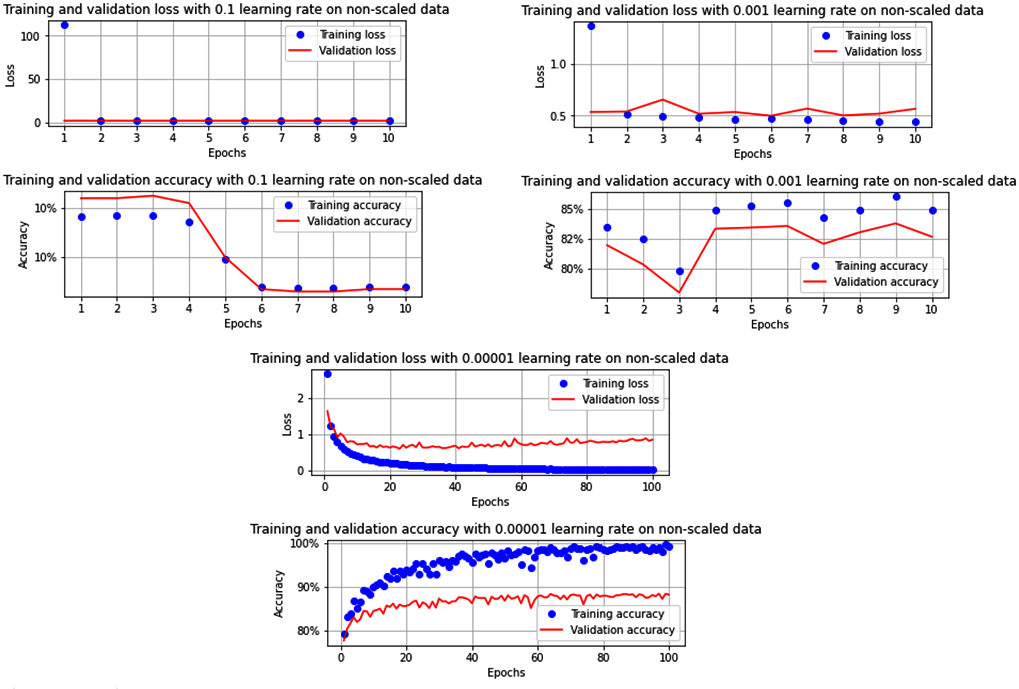 Training and validation loss with 0.1 learning rate on non-scaled data
100
50
0
Loss
Training loss
Validation loss
1 2 3 4 5 6 7 8 9 10
Epochs
Training and validation loss with 0.001 learning rate on non-scaled data
1.0
0.5
Loss
Training loss
Validation loss
1 2 3 4 5 6 7 8 9 10
Epochs
Training and validation accuracy with 0.1 learning rate on non-scaled data
10%
10%
Accuracy
Training accuracy
Validation accuracy
1 2 3 4 5 6 7 8 9 10
Epochs
Training and validation accuracy with 0.001 learning rate on non-scaled data
85%
82%
80%
Accuracy
Training accuracy
Validation accuracy
1 2 3 4 5 6 7 8 9 10
Epochs
Training and validation loss with 0.00001 learning rate on non-scaled data
2
1
0
Loss
Training loss
Validation loss
0 20 40 60 80 100
Epochs
Training and validation accuracy with 0.00001 learning rate on non-scaled data
100%
90%
80%
Accuracy
Training accuracy
Validation accuracy
0 20 40 60 80 100
Epochs